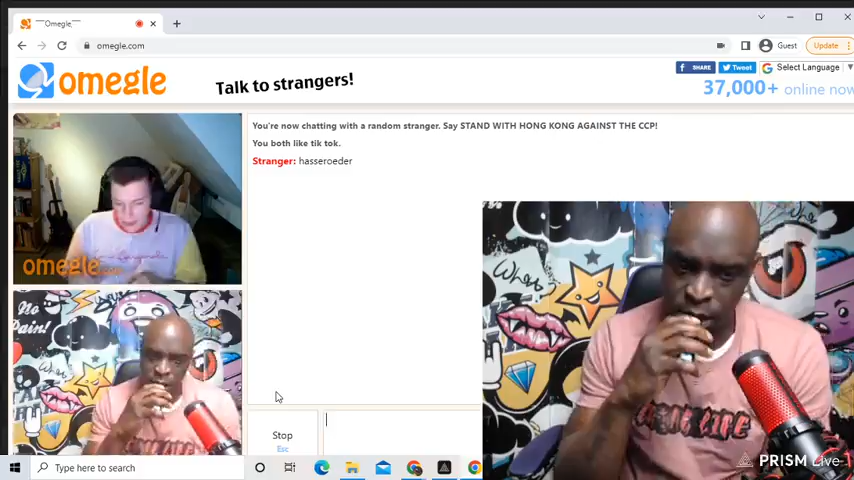 ""Omegle""
omegle.com
Guest
Update
omegle
Talk to strangers!
SHARE
Tweet
Select Language
37,000+ online now
You're now chatting with a random stranger. Say STAND WITH HONG KONG AGAINST THE CCP!
You both like tik tok.
Stranger: hasseroeder
omegle
No
Pain!
Stop
Esc
PRISM Live
Type here to search